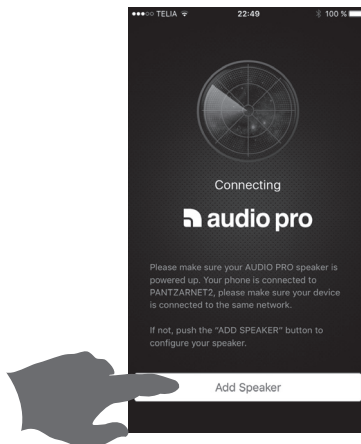 TELIA 22:49 100 %
Connecting
audio pro
Please make sure your AUDIO PRO speaker is
powered up. Your phone is connected to
PANTZARNET2, please make sure your device
is connected to the same network.
If not, push the "ADD SPEAKER" button to
configure your speaker.
Add Speaker